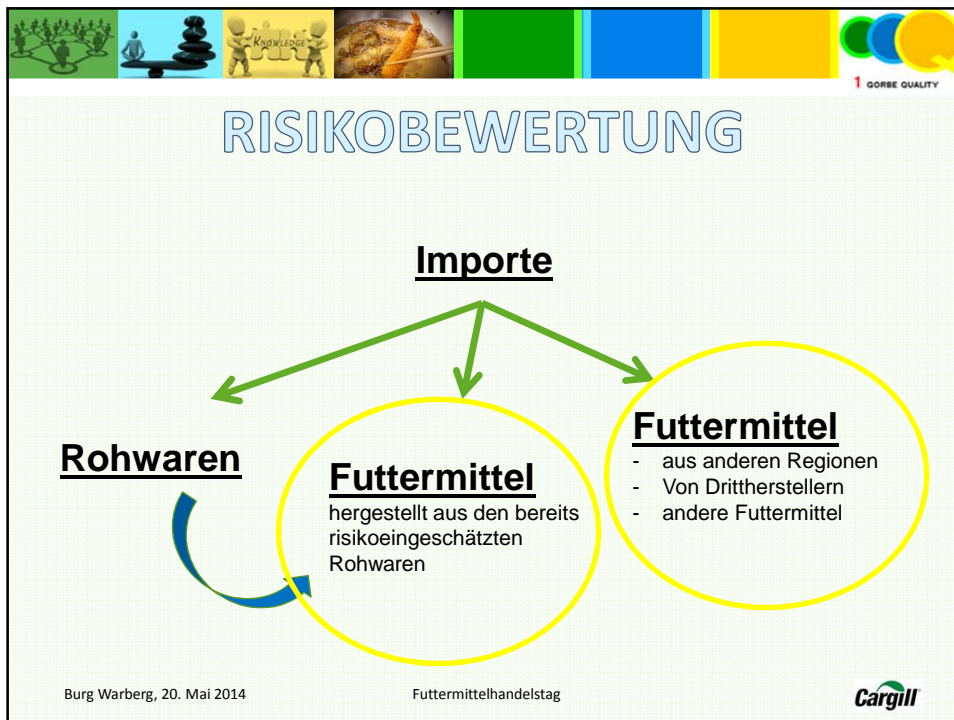 KNOWLEDGE
1 GORBE QUALITY
RISIKOBEWERTUNG
Importe
Rohwaren
Futtermittel
hergestellt aus den bereits
risikoeingeschätzten
Rohwaren
Futtermittel
- aus anderen Regionen
- Von Drittherstellern
- andere Futtermittel
Burg Warberg, 20. Mai 2014
Futtermittelhandelstag
Cargill